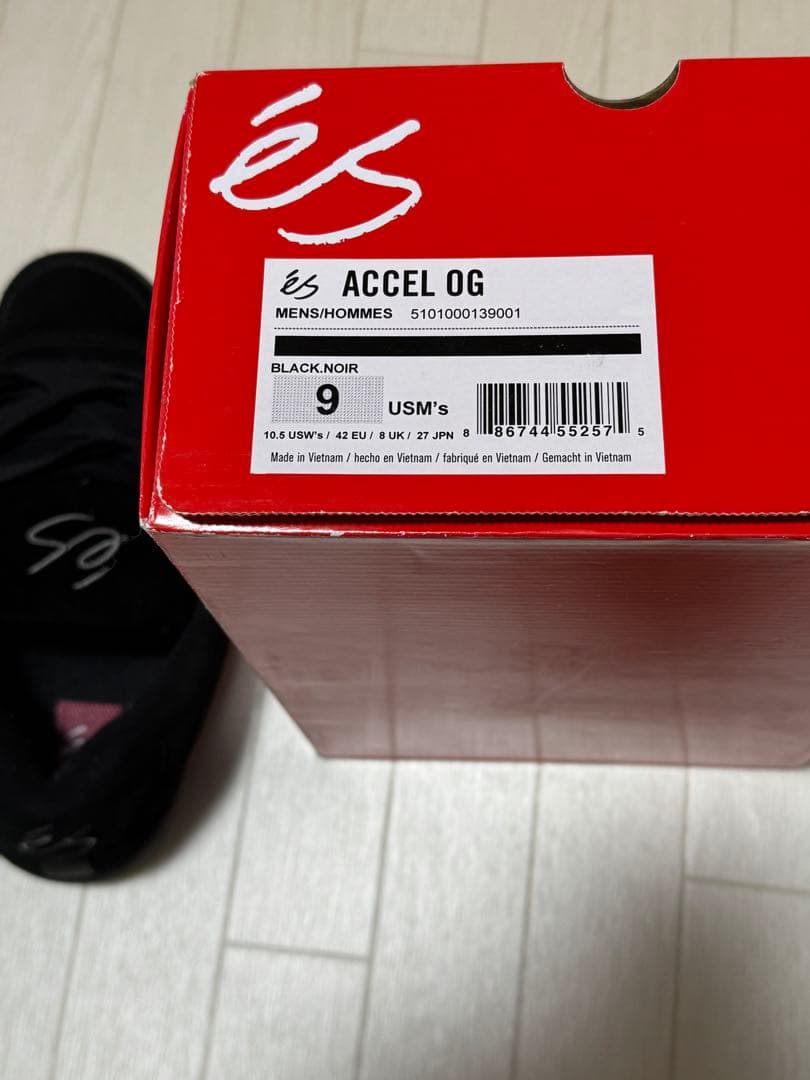 éS
éS ACCEL OG
MENS/HOMMES 5101000139001
BLACK.NOIR
9 USM's
10.5 USW's / 42 EU / 8 UK / 27 JPN
8 86744 55257 5
Made in Vietnam / hecho en Vietnam / fabriqué en Vietnam / Gemacht in Vietnam
éS
éS